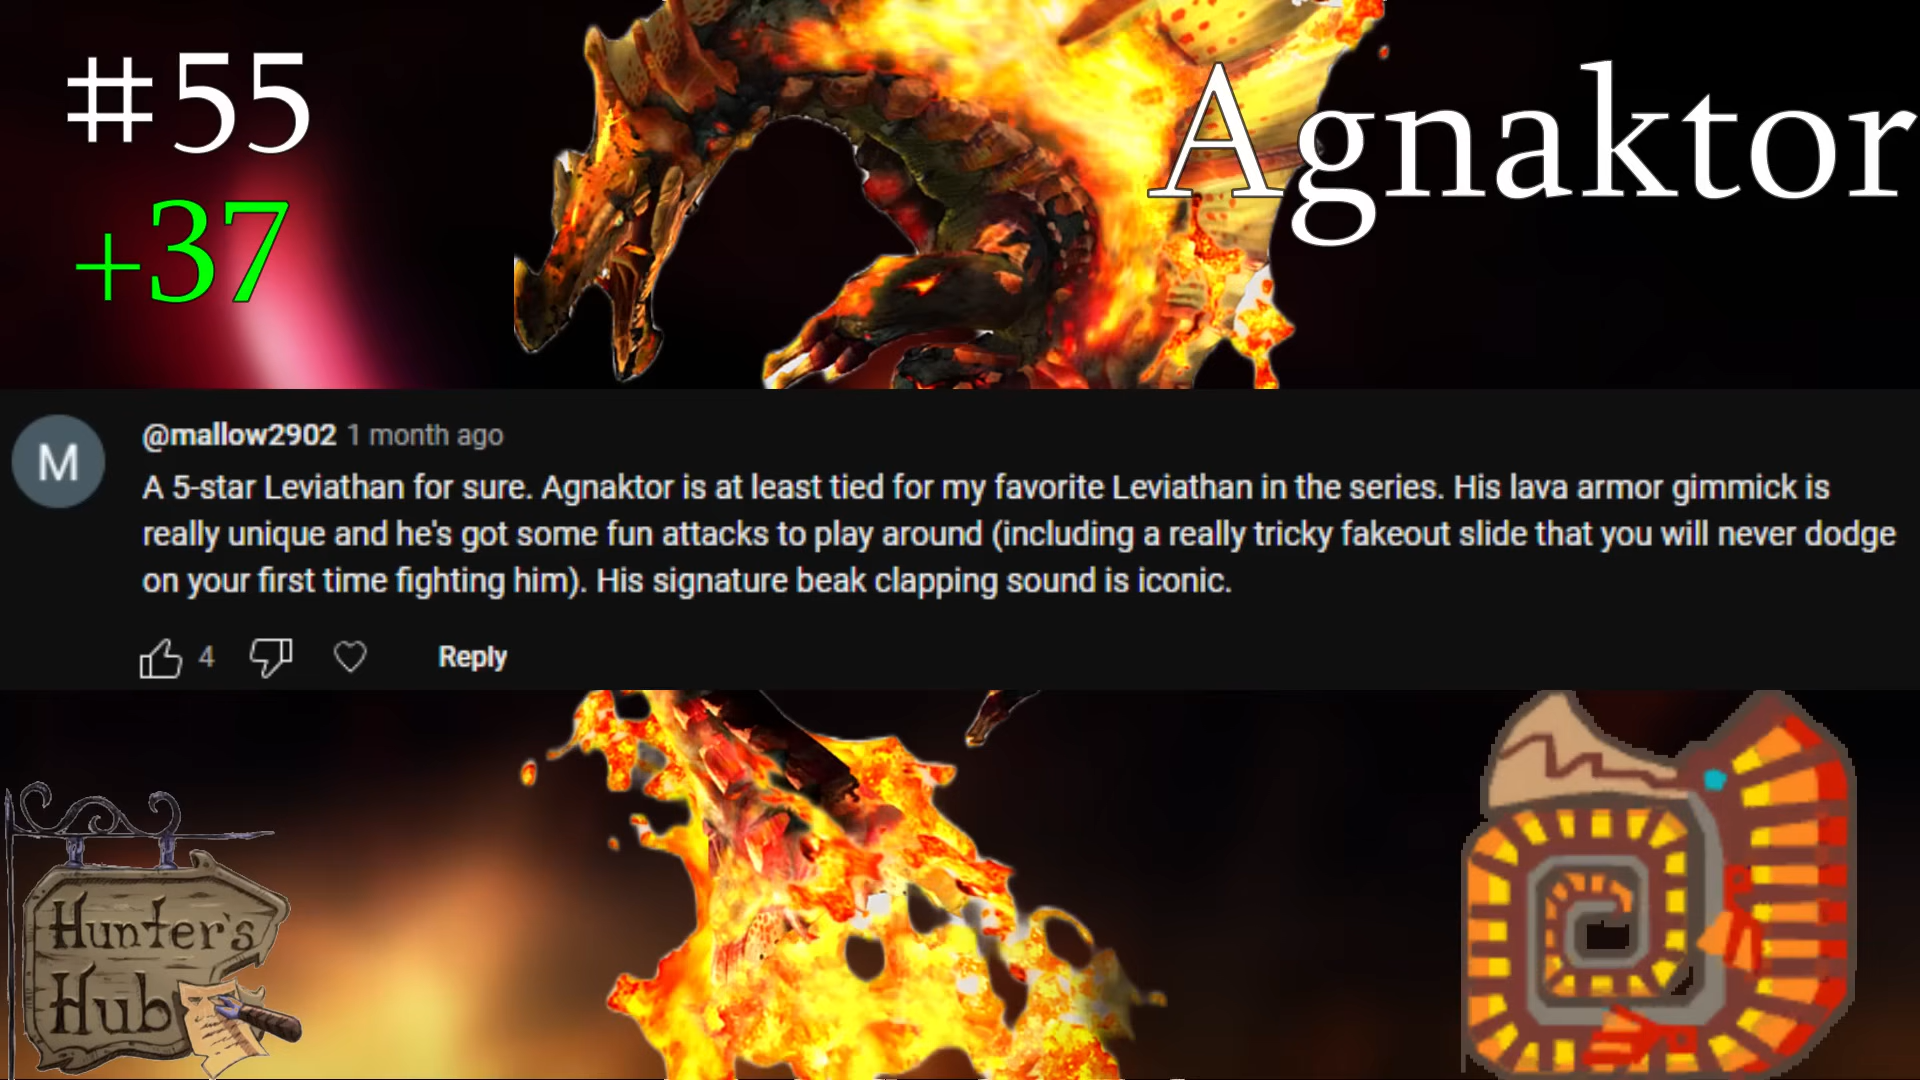 #55
+37
Agnaktor
M
@mallow2902 1 month ago
A 5-star Leviathan for sure. Agnaktor is at least tied for my favorite Leviathan in the series. His lava armor gimmick is
really unique and he's got some fun attacks to play around (including a really tricky fakeout slide that you will never dodge
on your first time fighting him). His signature beak clapping sound is iconic.
4
Reply
Hunter's
Hub